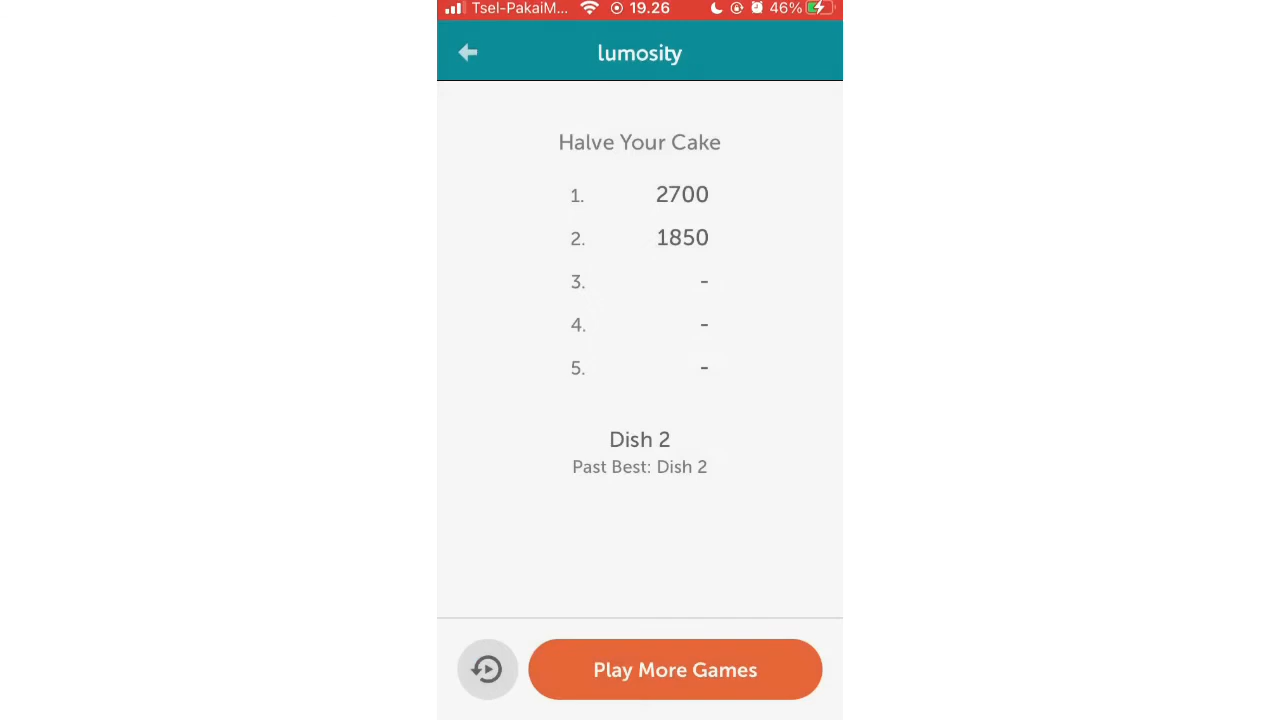 Tsel-PakaiM... 19.26 46%
lumosity
Halve Your Cake
1. 2700
2. 1850
3. -
4. -
5. -
Dish 2
Past Best: Dish 2
Play More Games